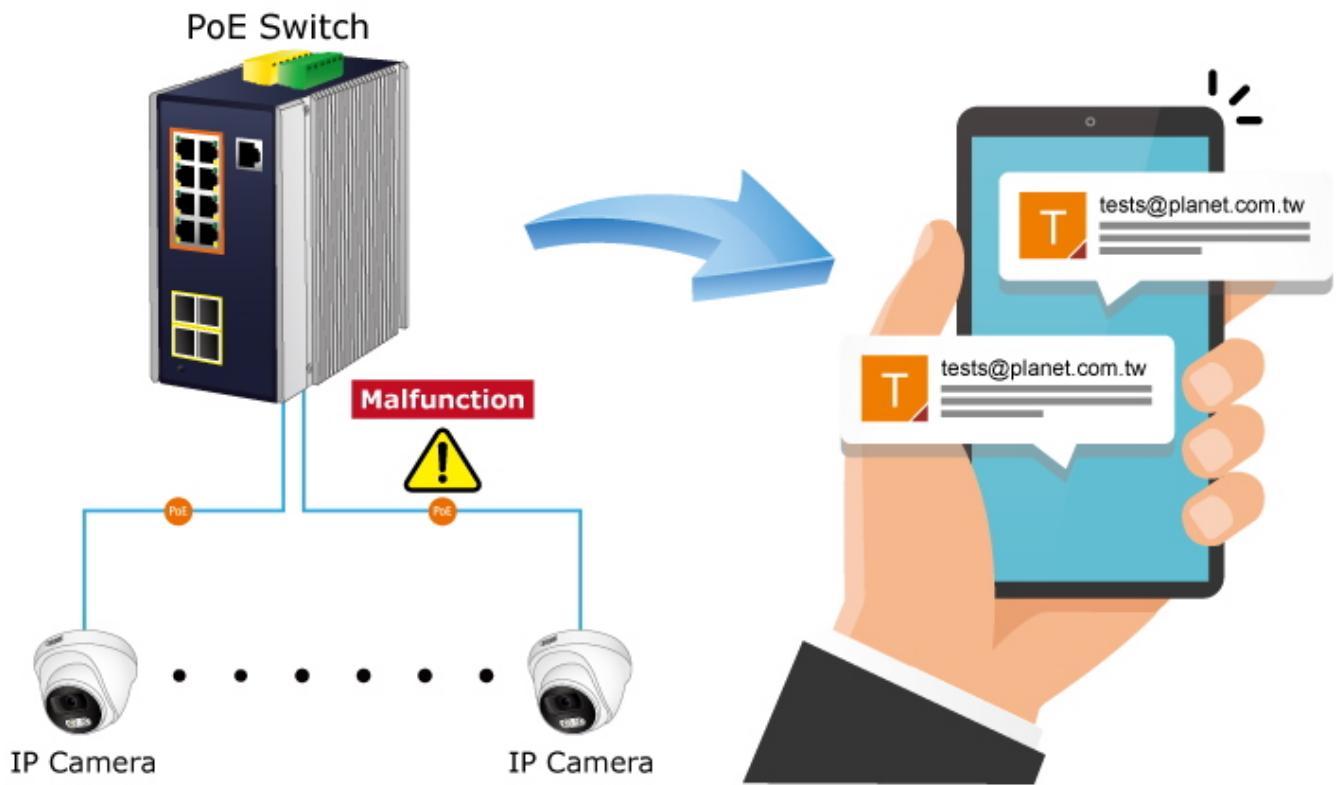 PoE Switch
Malfunction
PoE
PoE
IP Camera
IP Camera
T
tests@planet.com.tw
T
tests@planet.com.tw